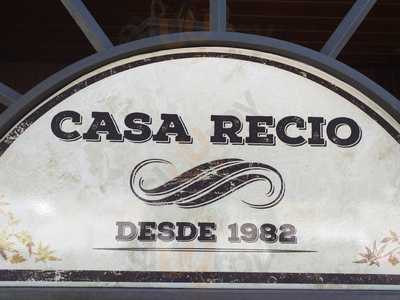 CASA RECIO
DESDE 1982